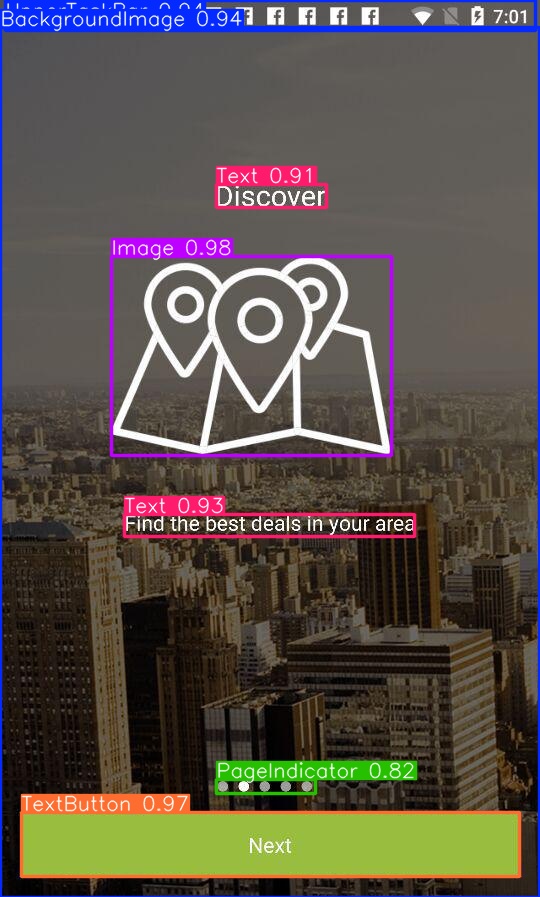 UpperTaskBar 0.94
BackgroundImage 0.94
7:01
Text 0.91
Discover
Image 0.98
Text 0.93
Find the best deals in your area
PageIndicator 0.82
TextButton 0.97
Next